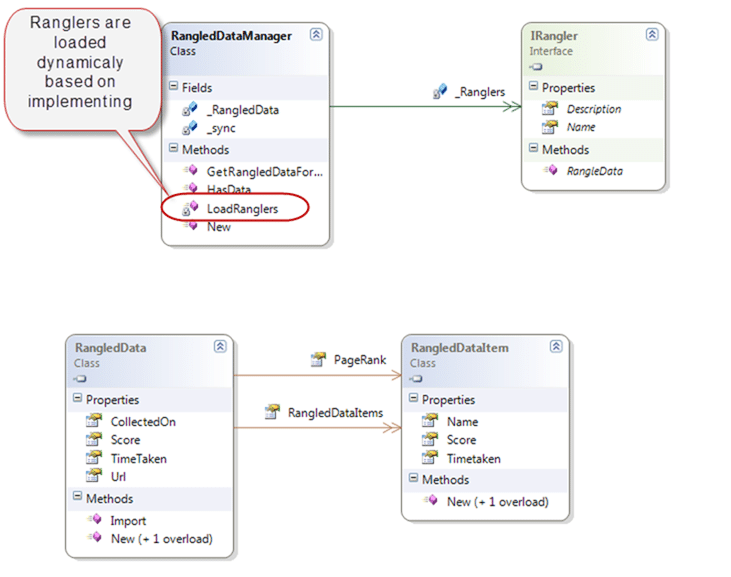 Ranglers are
loaded
dynamicaly
based on
implementing
RangledDataManager
Class
Fields
_RangledData
_sync
Methods
GetRangledDataFor...
HasData
LoadRanglers
New
_Ranglers
IRangler
Interface
Properties
Description
Name
Methods
RangleData
RangledData
Class
Properties
CollectedOn
Score
TimeTaken
Url
Methods
Import
New (+ 1 overload)
PageRank
RangledDataItems
RangledDataItem
Class
Properties
Name
Score
Timetaken
Methods
New (+ 1 overload)